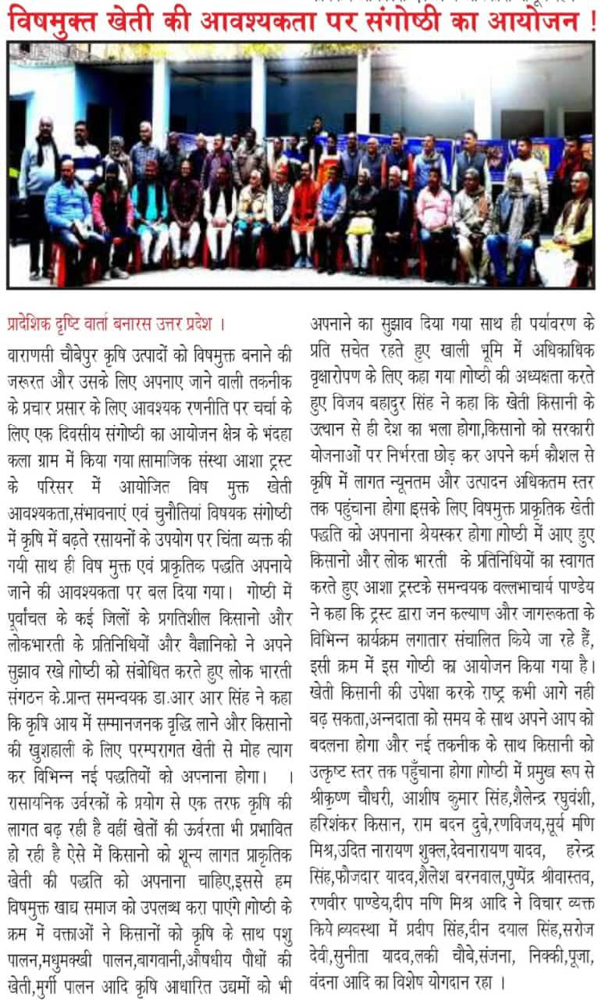 विषमुक्त खेती की आवश्यकता पर संगोष्ठी का आयोजन !
प्रादेशिक दृष्टि वार्ता बनारस उत्तर प्रदेश ।
वाराणसी चौबेपुर कृषि उत्पादों को विषमुक्त बनाने की
जरूरत और उसके लिए अपनाए जाने वाली तकनीक
के प्रचार प्रसार के लिए आवश्यक रणनीति पर चर्चा के
लिए एक दिवसीय संगोष्ठी का आयोजन क्षेत्र के भंदहा
कला ग्राम में किया गया।सामाजिक संस्था आशा ट्रस्ट
के परिसर में आयोजित विष मुक्त खेती
आवश्यकता,संभावनाएं एवं चुनौतियां विषयक संगोष्ठी
में कृषि में बढ़ते रसायनों के उपयोग पर चिंता व्यक्त की
गयी साथ ही विष मुक्त एवं प्राकृतिक पद्धति अपनाये
जाने की आवश्यकता पर बल दिया गया। गोष्ठी में
पूर्वांचल के कई जिलों के प्रगतिशील किसानो और
लोकभारती के प्रतिनिधियों और वैज्ञानिको ने अपने
सुझाव रखे।गोष्ठी को संबोधित करते हुए लोक भारती
संगठन के.प्रान्त समन्वयक डा.आर आर सिंह ने कहा
कि कृषि आय में सम्मानजनक वृद्धि लाने और किसानो
की खुशहाली के लिए परम्परागत खेती से मोह त्याग
कर विभिन्न नई पद्धतियों को अपनाना होगा। ।
रासायनिक उर्वरकों के प्रयोग से एक तरफ कृषि की
लागत बढ़ रही है वहीं खेतों की ऊर्वरता भी प्रभावित
हो रही है ऐसे में किसानो को शून्य लागत प्राकृतिक
खेती की पद्धति को अपनाना चाहिए,इससे हम
विषमुक्त खाद्य समाज को उपलब्ध करा पाएंगे।गोष्ठी के
क्रम में वक्ताओं ने किसानों को कृषि के साथ पशु
पालन,मधुमक्खी पालन,बागवानी,औषधीय पौधों की
खेती,मुर्गी पालन आदि कृषि आधारित उद्यमों को भी
अपनाने का सुझाव दिया गया साथ ही पर्यावरण के
प्रति सचेत रहते हुए खाली भूमि में अधिकाधिक
वृक्षारोपण के लिए कहा गया।गोष्ठी की अध्यक्षता करते
हुए विजय बहादुर सिंह ने कहा कि खेती किसानी के
उत्थान से ही देश का भला होगा,किसानो को सरकारी
योजनाओं पर निर्भरता छोड़ कर अपने कर्म कौशल से
कृषि में लागत न्यूनतम और उत्पादन अधिकतम स्तर
तक पहुंचाना होगा।इसके लिए विषमुक्त प्राकृतिक खेती
पद्धति को अपनाना श्रेयस्कर होगा।गोष्ठी में आए हुए
किसानो और लोक भारती के प्रतिनिधियों का स्वागत
करते हुए आशा ट्रस्टके समन्वयक वल्लभाचार्य पाण्डेय
ने कहा कि ट्रस्ट द्वारा जन कल्याण और जागरूकता के
विभिन्न कार्यक्रम लगातार संचालित किये जा रहे हैं,
इसी क्रम में इस गोष्ठी का आयोजन किया गया है।
खेती किसानी की उपेक्षा करके राष्ट्र कभी आगे नही
बढ़ सकता,अन्नदाता को समय के साथ अपने आप को
बदलना होगा और नई तकनीक के साथ किसानी को
उत्कृष्ट स्तर तक पहुँचाना होगा।गोष्ठी में प्रमुख रूप से
श्रीकृष्ण चौधरी, आशीष कुमार सिंह,शैलेन्द्र रघुवंशी,
हरिशंकर किसान, राम बदन दुबे,रणविजय,सूर्य मणि
मिश्र,उदित नारायण शुक्ल,देवनारायण यादव, हरेन्द्र
सिंह,फौजदार यादव,शैलेश बरनवाल,पुष्पेंद्र श्रीवास्तव,
रणवीर पाण्डेय,दीप मणि मिश्र आदि ने विचार व्यक्त
किये।व्यवस्था में प्रदीप सिंह,दीन दयाल सिंह,सरोज
देवी,सुनीता यादव,लकी चौबे,संजना, निक्की,पूजा,
वंदना आदि का विशेष योगदान रहा ।